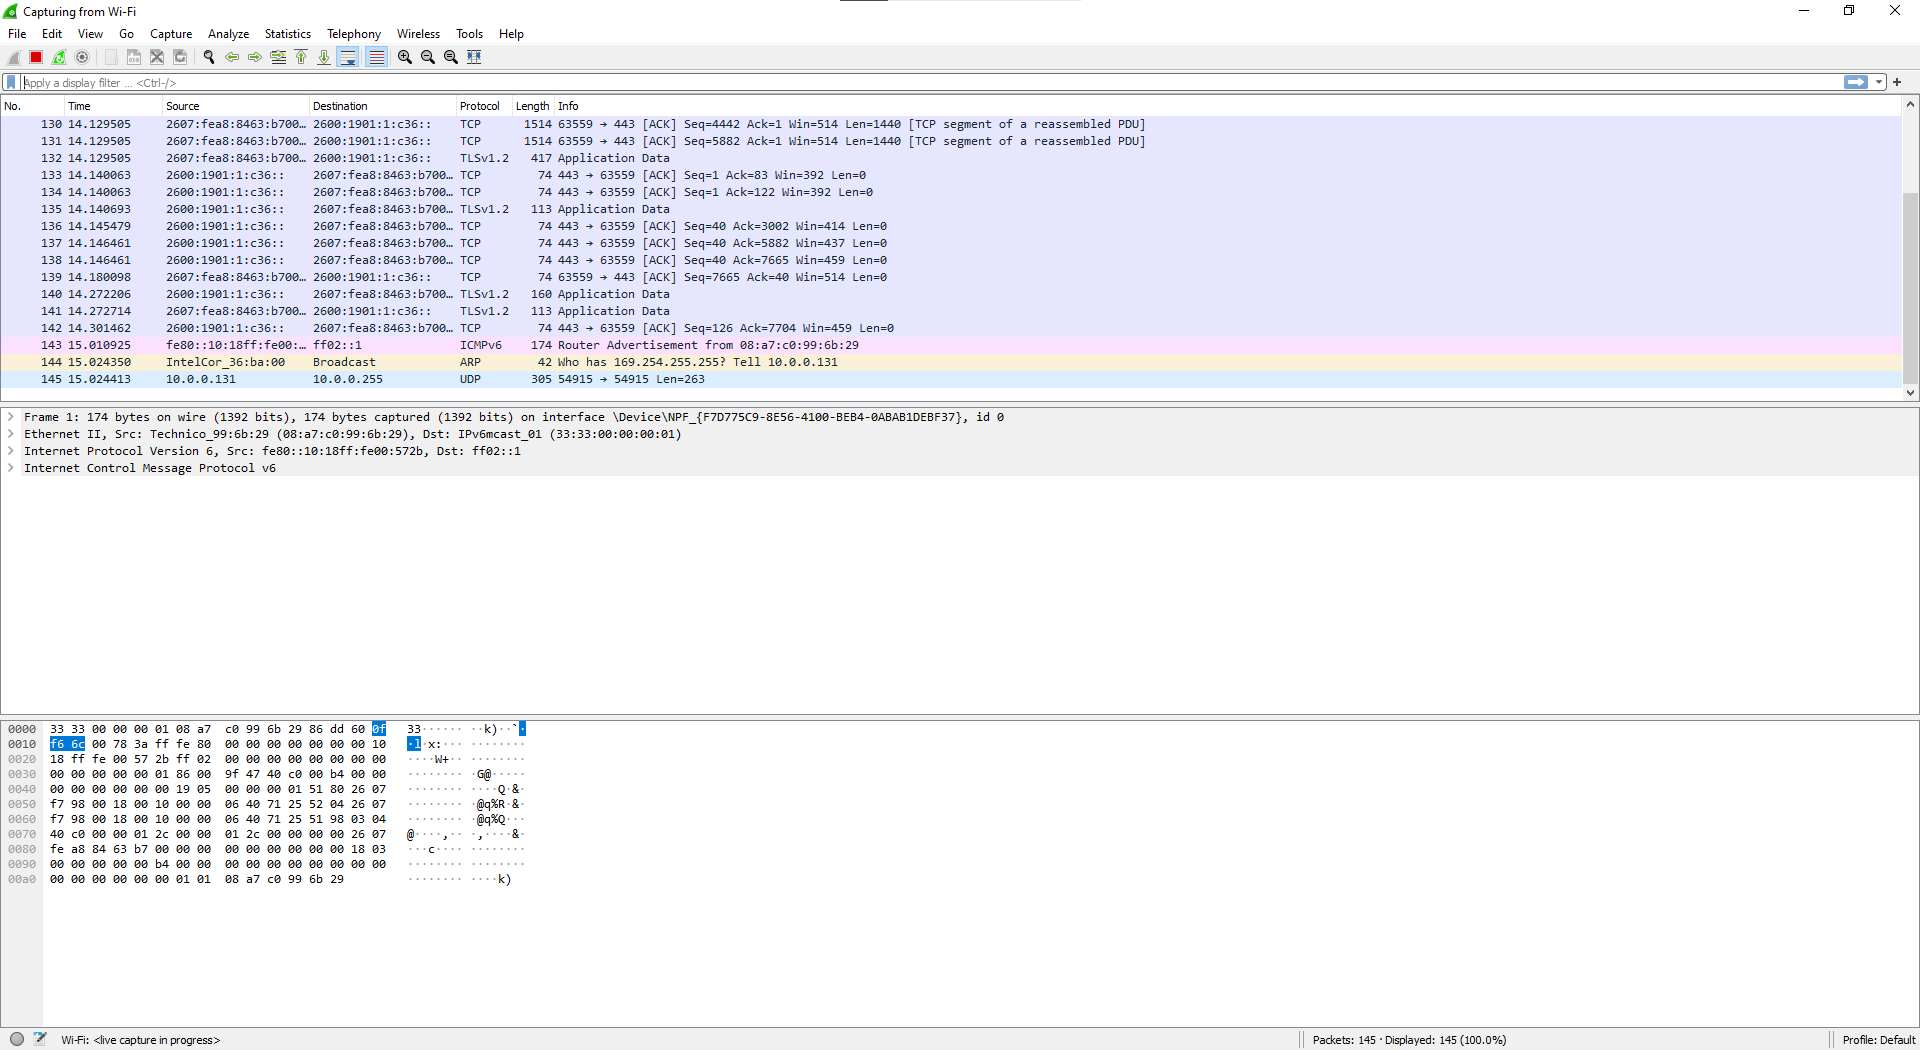 Capturing from Wi-Fi
File Edit View Go Capture Analyze Statistics Telephony Wireless Tools Help
Apply a display filter ... <Ctrl-/>
No. Time Source Destination Protocol Length Info
130 14.129505 2607:fea8:8463:b700… 2600:1901:1:c36:: TCP 1514 63559 → 443 [ACK] Seq=4442 Ack=1 Win=514 Len=1440 [TCP segment of a reassembled PDU]
131 14.129505 2607:fea8:8463:b700… 2600:1901:1:c36:: TCP 1514 63559 → 443 [ACK] Seq=5882 Ack=1 Win=514 Len=1440 [TCP segment of a reassembled PDU]
132 14.129505 2607:fea8:8463:b700… 2600:1901:1:c36:: TLSv1.2 417 Application Data
133 14.140063 2600:1901:1:c36:: 2607:fea8:8463:b700… TCP 74 443 → 63559 [ACK] Seq=1 Ack=83 Win=392 Len=0
134 14.140063 2600:1901:1:c36:: 2607:fea8:8463:b700… TCP 74 443 → 63559 [ACK] Seq=1 Ack=122 Win=392 Len=0
135 14.140693 2600:1901:1:c36:: 2607:fea8:8463:b700… TLSv1.2 113 Application Data
136 14.145479 2600:1901:1:c36:: 2607:fea8:8463:b700… TCP 74 443 → 63559 [ACK] Seq=40 Ack=3002 Win=414 Len=0
137 14.146461 2600:1901:1:c36:: 2607:fea8:8463:b700… TCP 74 443 → 63559 [ACK] Seq=40 Ack=5882 Win=437 Len=0
138 14.146461 2600:1901:1:c36:: 2607:fea8:8463:b700… TCP 74 443 → 63559 [ACK] Seq=40 Ack=7665 Win=459 Len=0
139 14.180098 2607:fea8:8463:b700… 2600:1901:1:c36:: TCP 74 63559 → 443 [ACK] Seq=7665 Ack=40 Win=514 Len=0
140 14.272206 2600:1901:1:c36:: 2607:fea8:8463:b700… TLSv1.2 160 Application Data
141 14.272714 2607:fea8:8463:b700… 2600:1901:1:c36:: TLSv1.2 113 Application Data
142 14.301462 2600:1901:1:c36:: 2607:fea8:8463:b700… TCP 74 443 → 63559 [ACK] Seq=126 Ack=7704 Win=459 Len=0
143 15.010925 fe80::10:18ff:fe00:… ff02::1 ICMPv6 174 Router Advertisement from 08:a7:c0:99:6b:29
144 15.024350 IntelCor_36:ba:00 Broadcast ARP 42 Who has 169.254.255.255? Tell 10.0.0.131
145 15.024413 10.0.0.131 10.0.0.255 UDP 305 54915 → 54915 Len=263
Frame 1: 174 bytes on wire (1392 bits), 174 bytes captured (1392 bits) on interface \Device\NPF_{F7D775C9-8E56-4100-BEB4-0ABAB1DEBF37}, id 0
Ethernet II, Src: Technico_99:6b:29 (08:a7:c0:99:6b:29), Dst: IPv6mcast_01 (33:33:00:00:00:01)
Internet Protocol Version 6, Src: fe80::10:18ff:fe00:572b, Dst: ff02::1
Internet Control Message Protocol v6
0000 33 33 00 00 00 01 08 a7 c0 99 6b 29 86 dd 60 0f 33······ ··k)··`·
0010 f6 6c 00 78 3a ff fe 80 00 00 00 00 00 00 00 10 ·l·x:··· ········
0020 18 ff fe 00 57 2b ff 02 00 00 00 00 00 00 00 00 ····W+·· ········
0030 00 00 00 00 00 01 86 00 9f 47 40 c0 00 b4 00 00 ········ ·G@·····
0040 00 00 00 00 00 00 19 05 00 00 00 01 51 80 26 07 ········ ····Q·&·
0050 f7 98 00 18 00 10 00 00 06 40 71 25 52 04 26 07 ········ ·@q%R·&·
0060 f7 98 00 18 00 10 00 00 06 40 71 25 51 98 03 04 ········ ·@q%Q···
0070 40 c0 00 00 01 2c 00 00 01 2c 00 00 00 00 26 07 @····,·· ·,····&·
0080 fe a8 84 63 b7 00 00 00 00 00 00 00 00 00 18 03 ···c···· ········
0090 00 00 00 00 00 b4 00 00 00 00 00 00 00 00 00 00 ········ ········
00a0 00 00 00 00 00 00 01 01 08 a7 c0 99 6b 29 ········ ····k)
Wi-Fi: <live capture in progress> Packets: 145 · Displayed: 145 (100.0%) Profile: Default